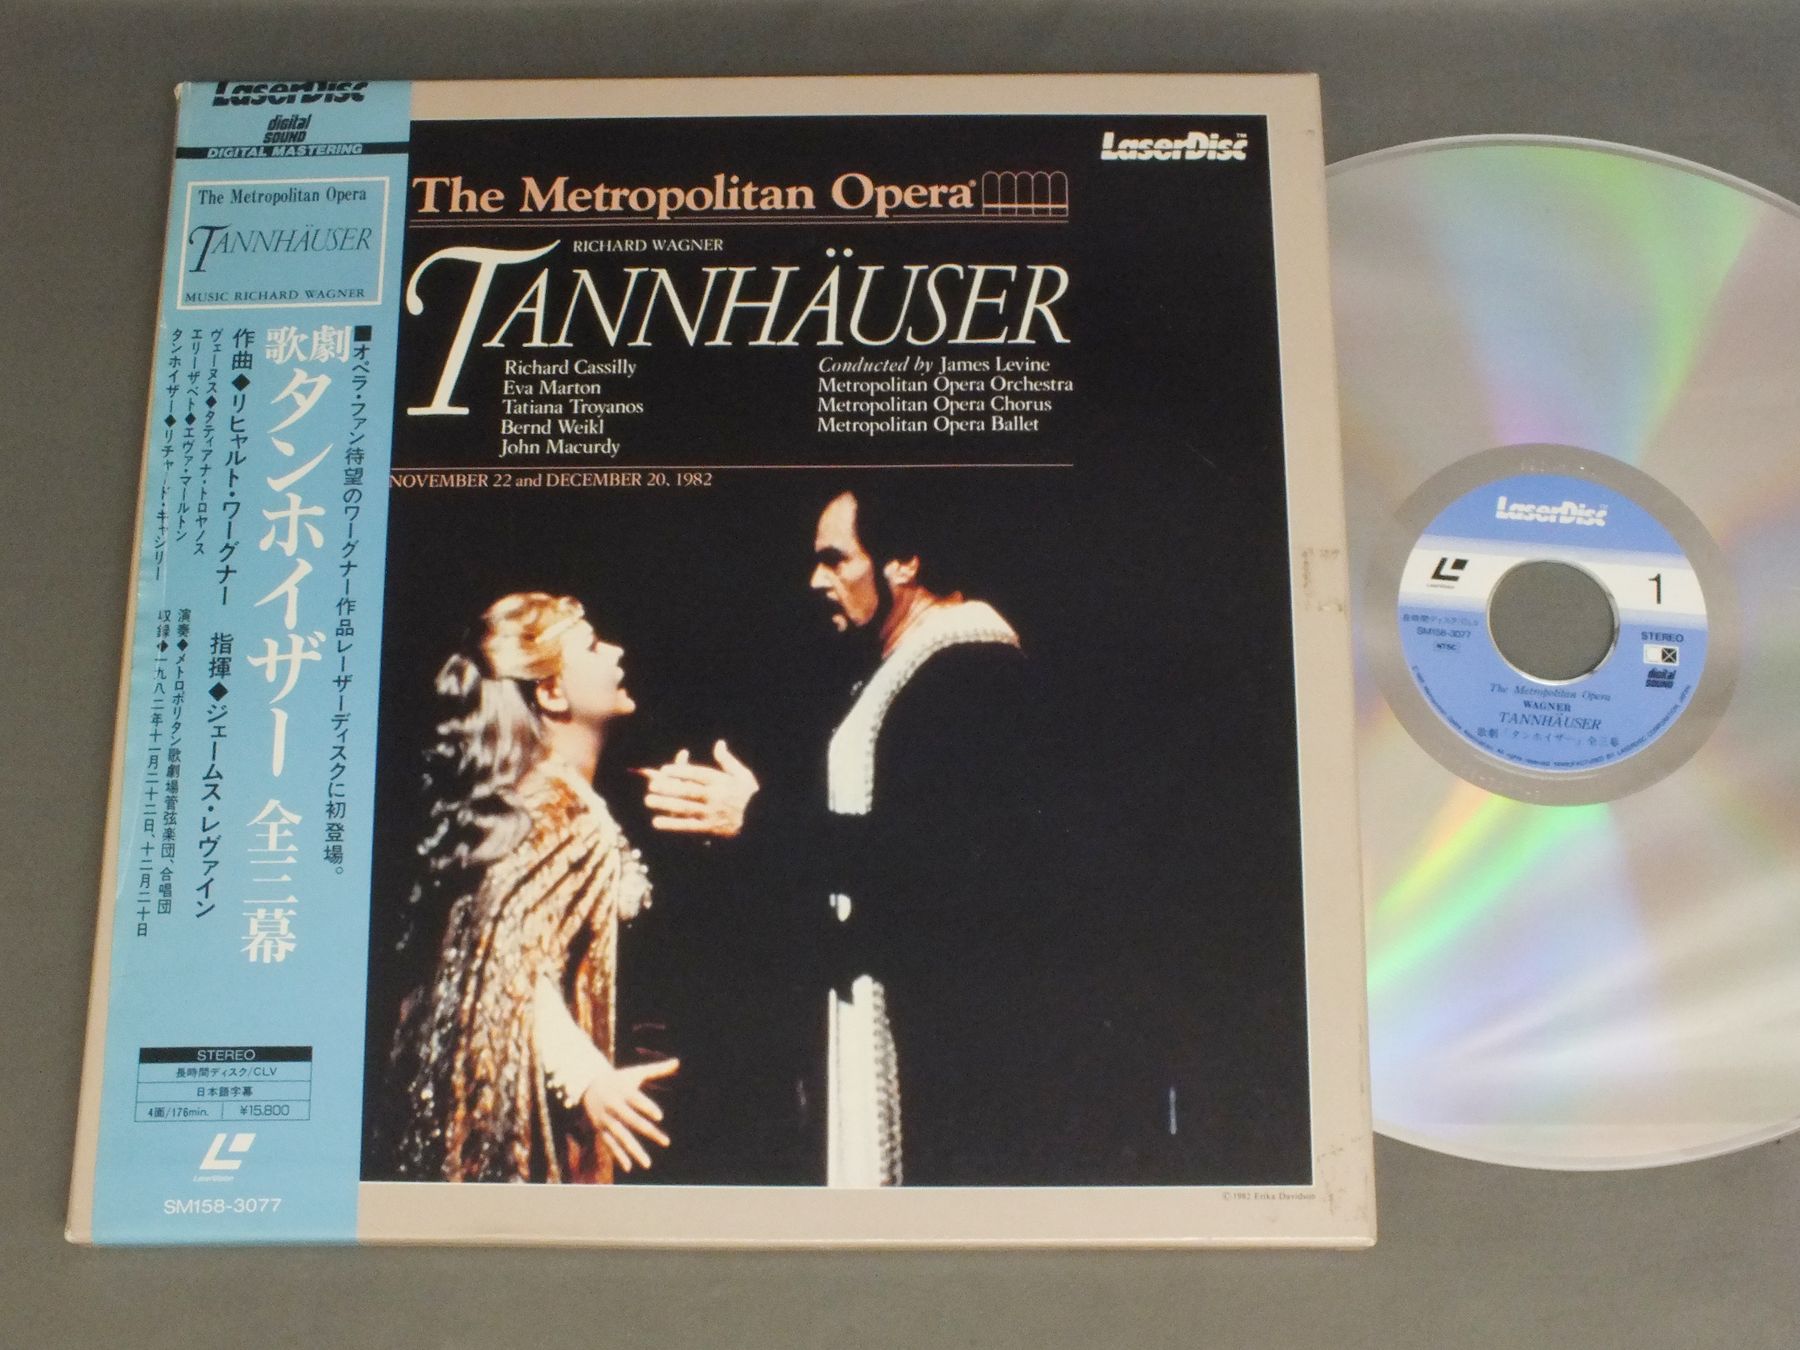 LaserDisc
digital
SOUND
DIGITAL MASTERING
The Metropolitan Opera
TANNHÄUSER
MUSIC RICHARD WAGNER
■オペラ・ファン待望のワーグナー作品レーザーディスクに初登場。
歌劇 タンホイザー 全三幕
作曲◆リヒャルト・ワーグナー 指揮◆ジェームス・レヴァイン
ヴェーヌス◆タティアナ・トロヤノス
エリーザベト◆エヴァ・マールトン
タンホイザー◆リチャード・キャシリー
演奏◆メトロポリタン歌劇場管弦楽団、合唱団
収録◆一九八二年十一月二十二日、十二月二十日
STEREO
長時間ディスク/CLV
日本語字幕
4面/176min. ¥15,800
LaserVision
SM158-3077
LaserDisc™
The Metropolitan Opera®
RICHARD WAGNER
TANNHÄUSER
Richard Cassilly
Eva Marton
Tatiana Troyanos
Bernd Weikl
John Macurdy
Conducted by James Levine
Metropolitan Opera Orchestra
Metropolitan Opera Chorus
Metropolitan Opera Ballet
NOVEMBER 22 and DECEMBER 20, 1982
©1982 Erika Davidson
LaserDisc
LaserVision
1
長時間ディスク/CLV
SM158-3077
NTSC
STEREO
digital
SOUND
The Metropolitan Opera
WAGNER
TANNHÄUSER
歌劇「タンホイザー」全三幕